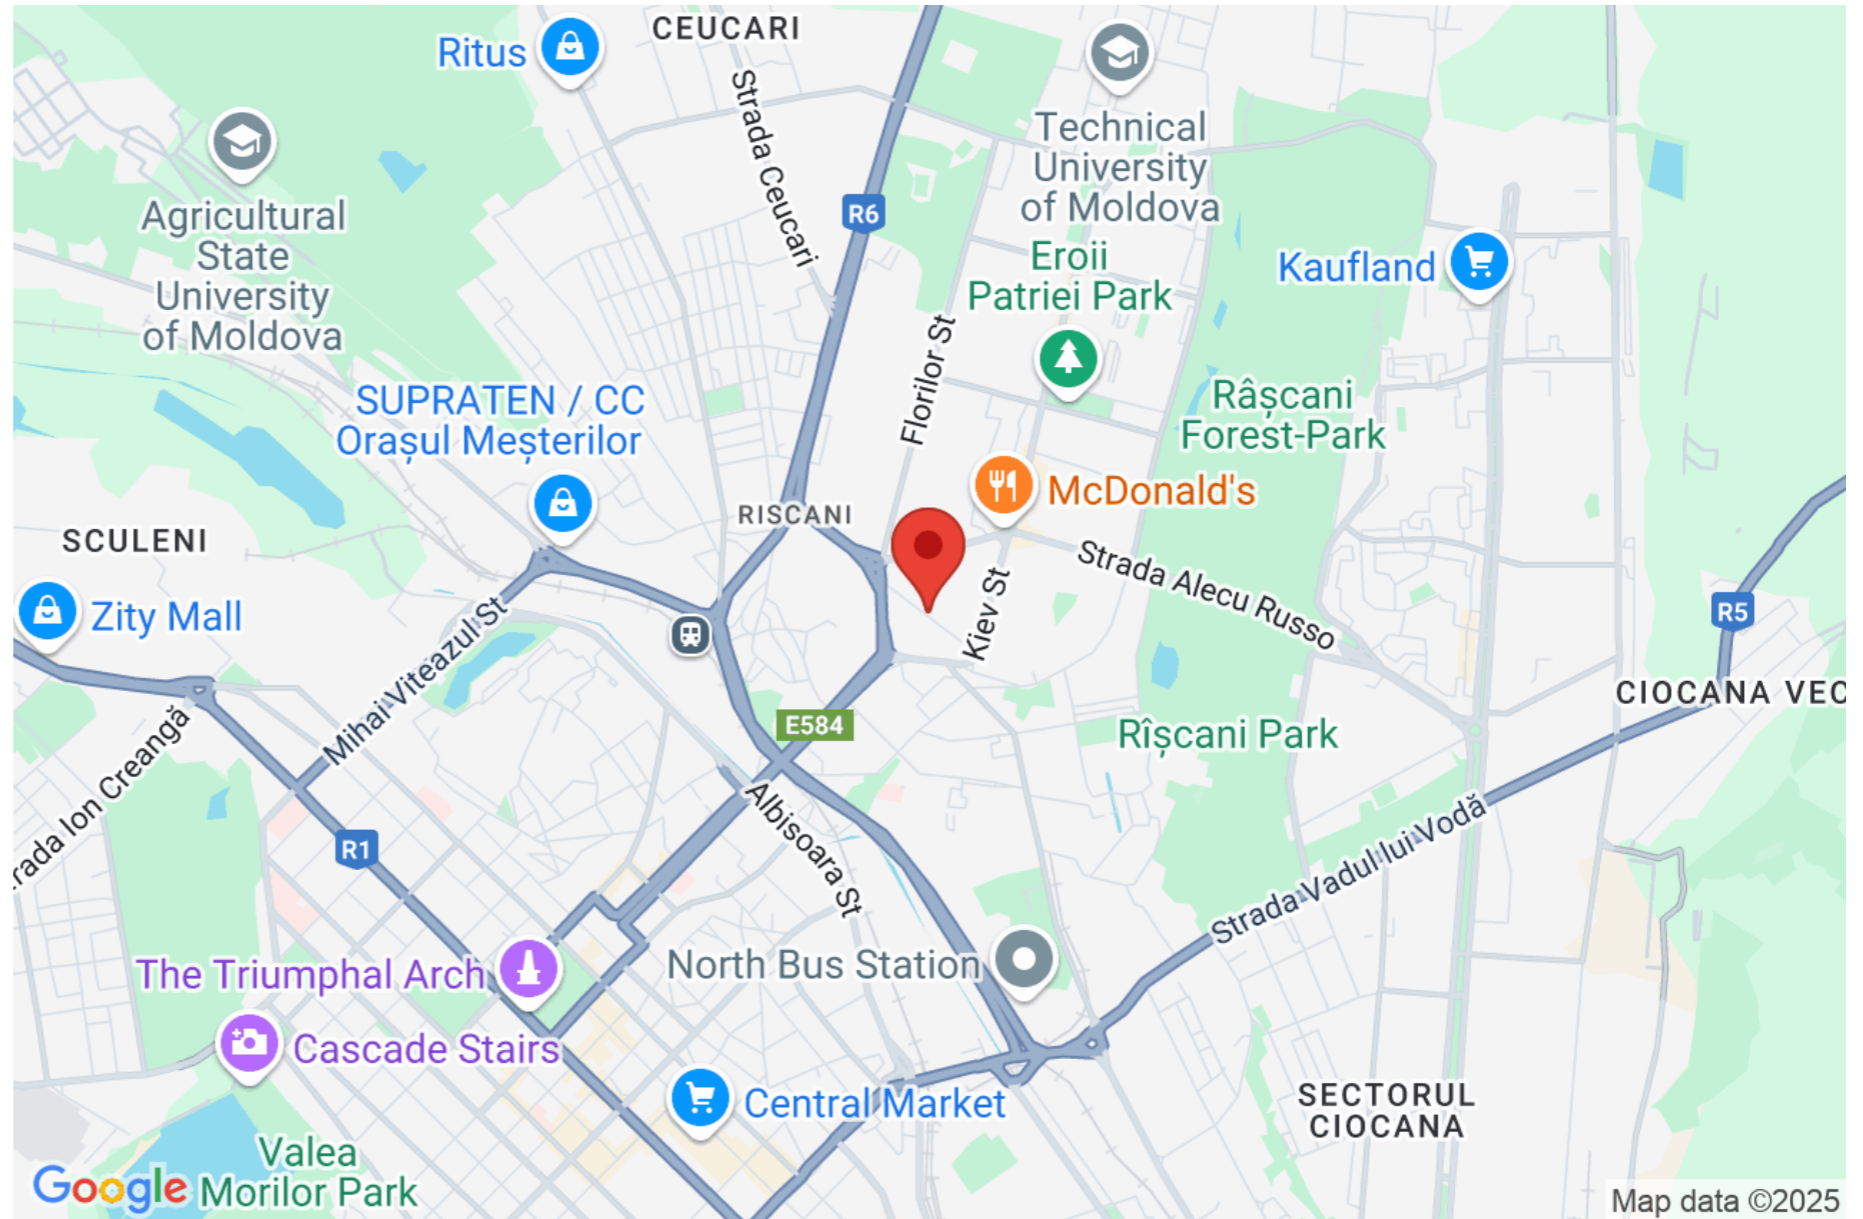 CEUCARI
Ritus
Strada Ceucari
Technical
University
of Moldova
Agricultural
State
University
of Moldova
R6
Eroii
Patriei Park
Kaufland
Florilor St
SUPRATEN / CC
Orașul Meșterilor
Râșcani
Forest-Park
McDonald's
RISCANI
SCULENI
Strada Alecu Russo
Kiev St
Zity Mall
R5
Mihai Viteazul St
CIOCANA VEC
E584
Rîșcani Park
rada Ion Creangă
R1
Albisoara St
Strada Vadul lui Vodă
The Triumphal Arch
North Bus Station
Cascade Stairs
Central Market
SECTORUL
CIOCANA
Valea
Morilor Park
Google
Map data ©2025